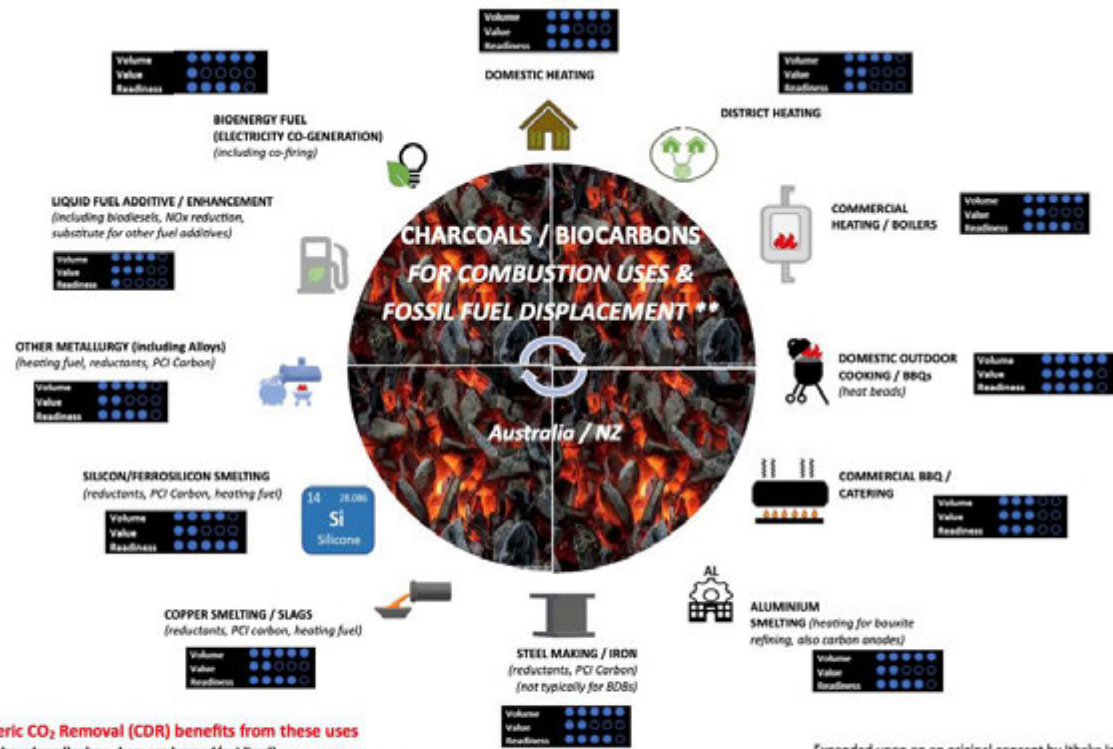 Volume
Value
Readiness
DOMESTIC HEATING
Volume
Value
Readiness
DISTRICT HEATING
Volume
Value
Readiness
BIOENERGY FUEL
(ELECTRICITY CO-GENERATION)
(including co-firing)
LIQUID FUEL ADDITIVE / ENHANCEMENT
(including biodiesels, NOx reduction,
substitute for other fuel additives)
Volume
Value
Readiness
COMMERCIAL
HEATING / BOILERS
Volume
Value
Readiness
CHARCOALS / BIOCARBONS
FOR COMBUSTION USES &
FOSSIL FUEL DISPLACEMENT **
Australia / NZ
OTHER METALLURGY (including Alloys)
(heating fuel, reductants, PCI Carbon)
Volume
Value
Readiness
DOMESTIC OUTDOOR
COOKING / BBQs
(heat beads)
Volume
Value
Readiness
SILICON/FERROSILICON SMELTING
(reductants, PCI Carbon, heating fuel)
Volume
Value
Readiness
14 28.086
Si
Silicone
COMMERCIAL BBQ /
CATERING
Volume
Value
Readiness
COPPER SMELTING / SLAGS
(reductants, PCI carbon, heating fuel)
Volume
Value
Readiness
STEEL MAKING / IRON
(reductants, PCI Carbon)
(not typically for BDBs)
Volume
Value
Readiness
AL
ALUMINIUM
SMELTING (heating for bauxite
refining, also carbon anodes)
Volume
Value
Readiness
eric CO₂ Removal (CDR) benefits from these uses